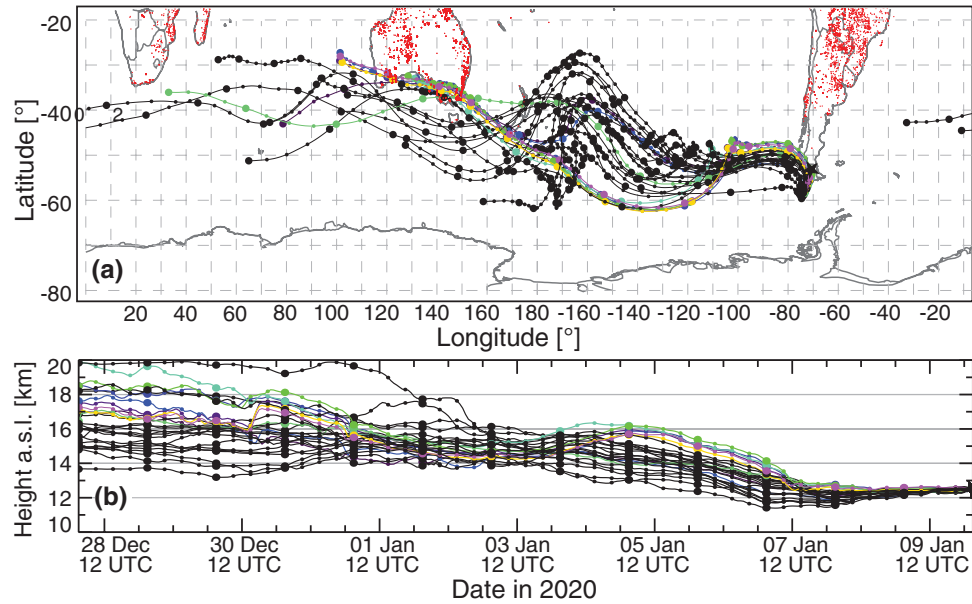 -20
-40
-60
-80
Latitude [°]
0
2
(a)
20 40 60 80 100 120 140 160 180 -160 -140 -120 -100 -80 -60 -40 -20 0
Longitude [°]
20
18
16
14
12
10
Height a.s.l. [km]
(b)
28 Dec 30 Dec 01 Jan 03 Jan 05 Jan 07 Jan 09 Jan
12 UTC 12 UTC 12 UTC 12 UTC 12 UTC 12 UTC 12 UTC
Date in 2020